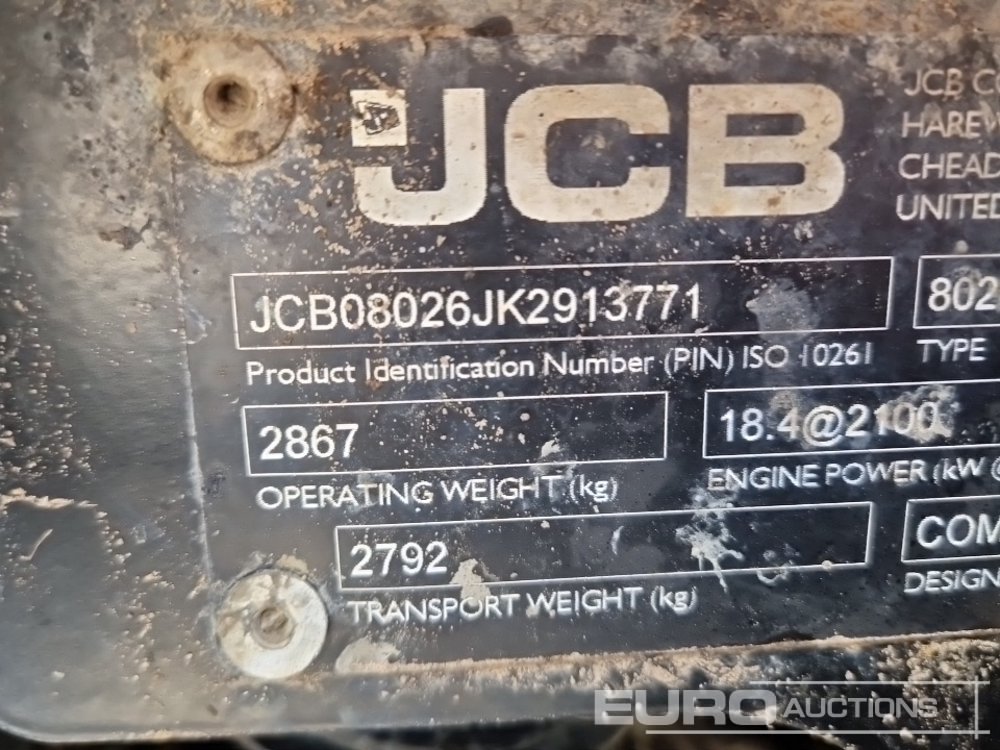 JCB
JCB C
HAREW
CHEAD
UNITED
JCB08026JK2913771
802
Product Identification Number (PIN) ISO 10261
TYPE
2867
18.4@2100
OPERATING WEIGHT (kg)
ENGINE POWER (kW
2792
COM
TRANSPORT WEIGHT (kg)
DESIGN
EURO AUCTIONS